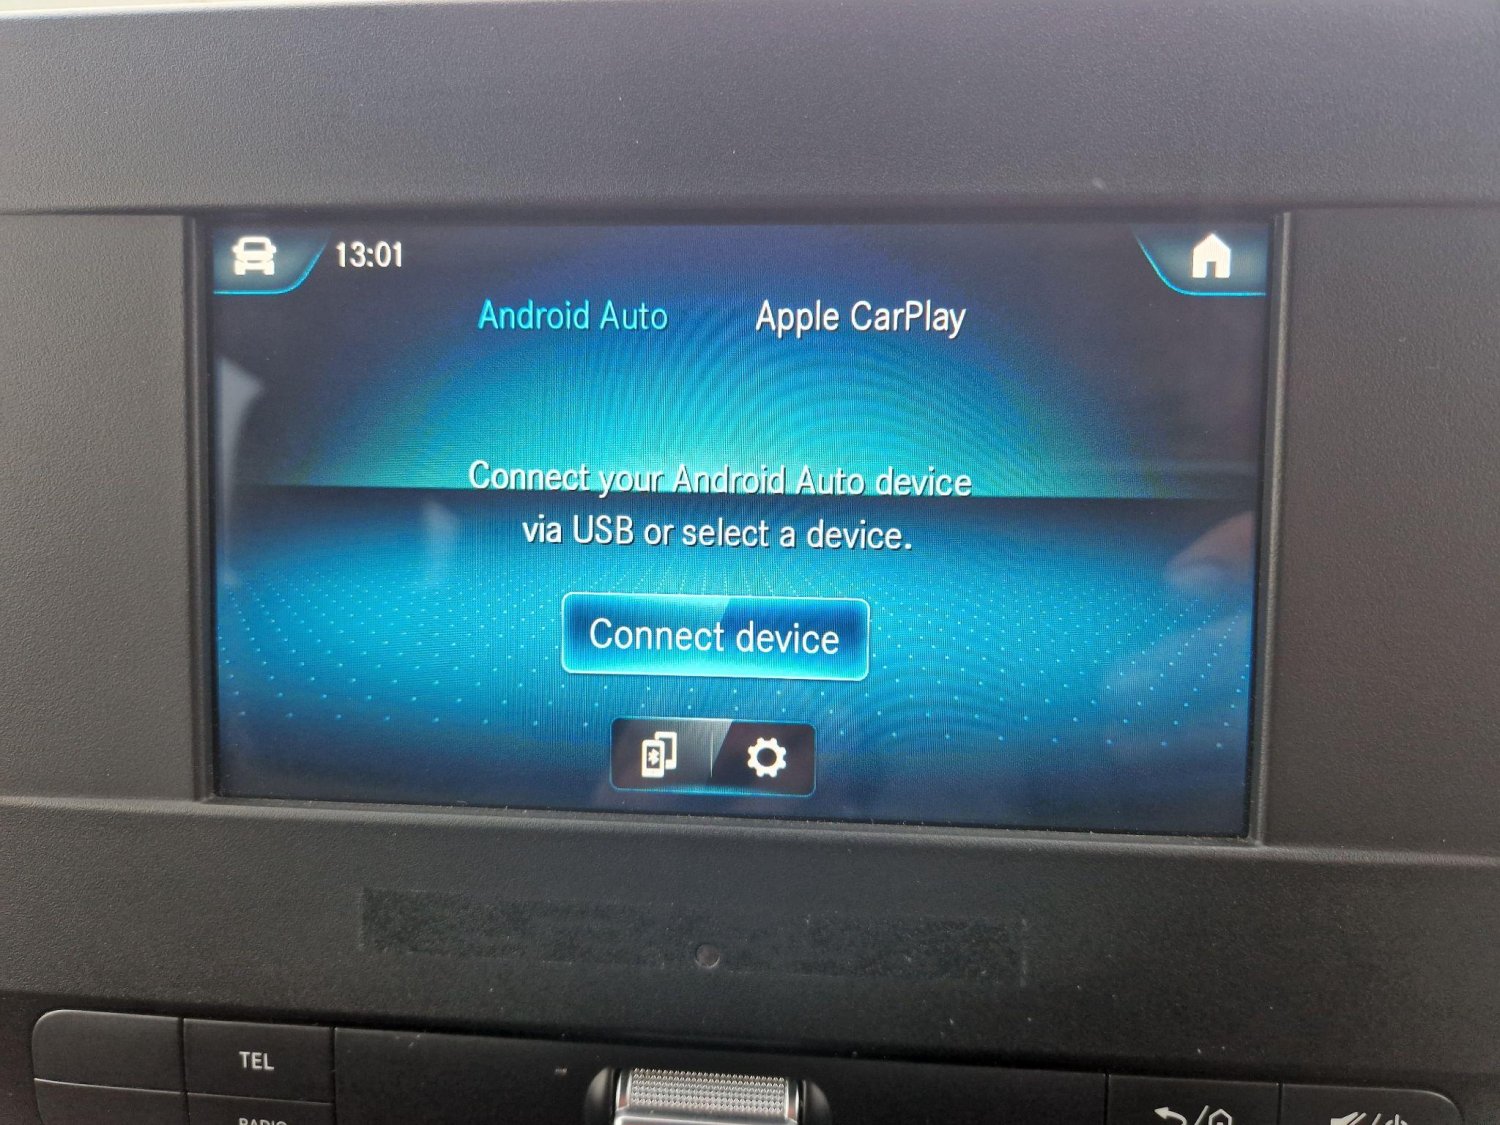 13:01
Android Auto
Apple CarPlay
Connect your Android Auto device
via USB or select a device.
Connect device
TEL
RADIO